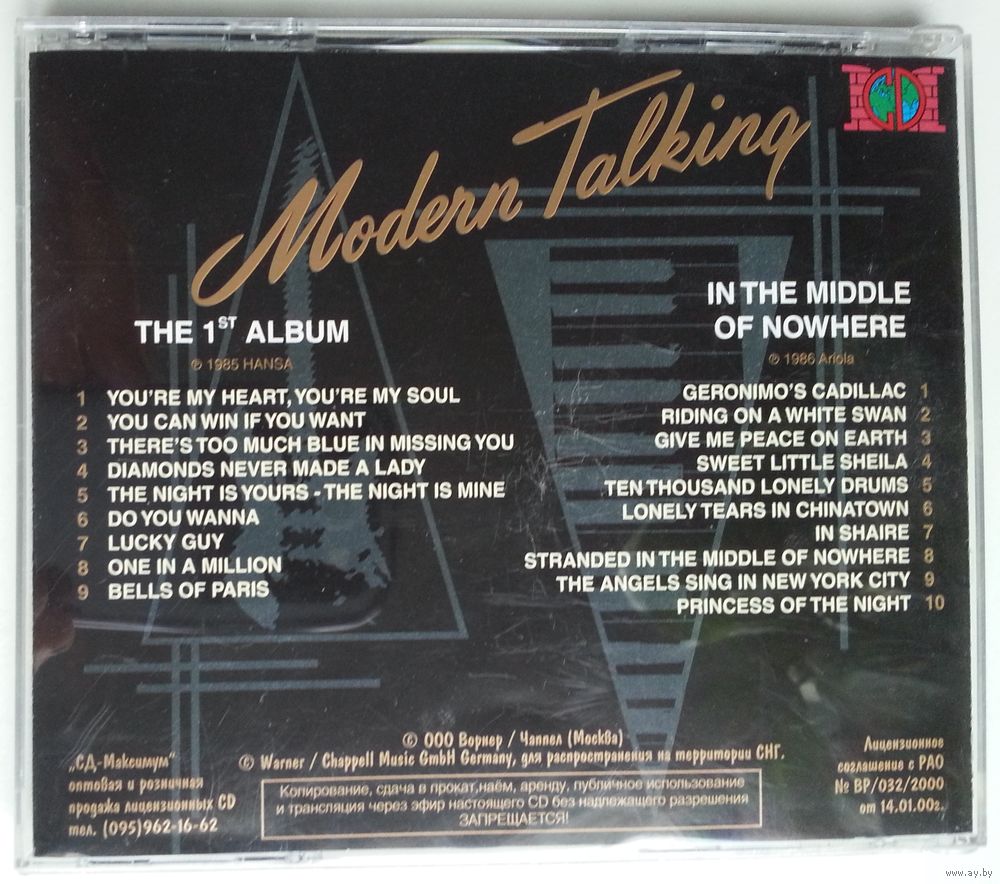 CD
Modern Talking
THE 1ST ALBUM
℗ 1985 HANSA
1 YOU'RE MY HEART, YOU'RE MY SOUL
2 YOU CAN WIN IF YOU WANT
3 THERE'S TOO MUCH BLUE IN MISSING YOU
4 DIAMONDS NEVER MADE A LADY
5 THE NIGHT IS YOURS - THE NIGHT IS MINE
6 DO YOU WANNA
7 LUCKY GUY
8 ONE IN A MILLION
9 BELLS OF PARIS
IN THE MIDDLE
OF NOWHERE
℗ 1986 Ariola
GERONIMO'S CADILLAC 1
RIDING ON A WHITE SWAN 2
GIVE ME PEACE ON EARTH 3
SWEET LITTLE SHEILA 4
TEN THOUSAND LONELY DRUMS 5
LONELY TEARS IN CHINATOWN 6
IN SHAIRE 7
STRANDED IN THE MIDDLE OF NOWHERE 8
THE ANGELS SING IN NEW YORK CITY 9
PRINCESS OF THE NIGHT 10
„СД-Максимум"
оптовая и розничная
продажа лицензионных CD
тел. (095)962-16-62
© ООО Ворнер / Чаппел (Москва)
© Warner / Chappell Music GmbH Germany, для распространения на территории СНГ.
Копирование, сдача в прокат,наём, аренду, публичное использование
и трансляция через эфир настоящего CD без надлежащего разрешения
ЗАПРЕЩАЕТСЯ!
Лицензионное
соглашение с РАО
№ ВР/032/2000
от 14.01.00г.
www.ay.by